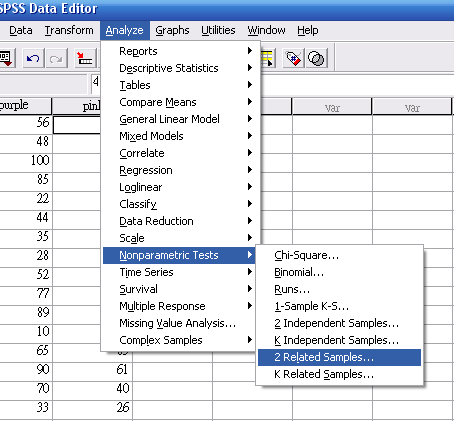 SPSS Data Editor
Data Transform Analyze Graphs Utilities Window Help
4
purple var var
Reports
Descriptive Statistics
Tables
Compare Means
General Linear Model
Mixed Models
Correlate
Regression
Loglinear
Classify
Data Reduction
Scale
Nonparametric Tests
Time Series
Survival
Multiple Response
Missing Value Analysis...
Complex Samples
Chi-Square...
Binomial...
Runs...
1-Sample K-S...
2 Independent Samples...
K Independent Samples...
2 Related Samples...
K Related Samples...
56
48
100
85
22
44
35
28
52
77
89
10
65
90 61
70 40
33 26